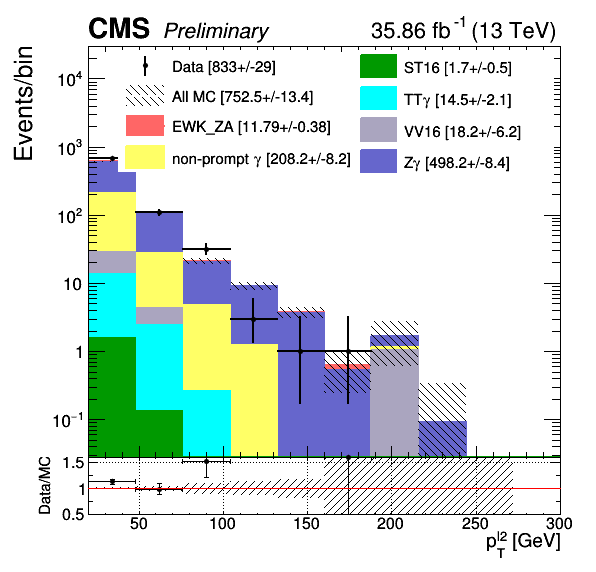 CMS Preliminary 35.86 fb⁻¹ (13 TeV)
Events/bin
Data [833+/-29]
All MC [752.5+/-13.4]
EWK_ZA [11.79+/-0.38]
non-prompt γ [208.2+/-8.2]
ST16 [1.7+/-0.5]
TTγ [14.5+/-2.1]
VV16 [18.2+/-6.2]
Zγ [498.2+/-8.4]
10⁴
10³
10²
10
1
10⁻¹
Data/MC
1.5
1
0.5
50 100 150 200 250 300
p_T^l2 [GeV]